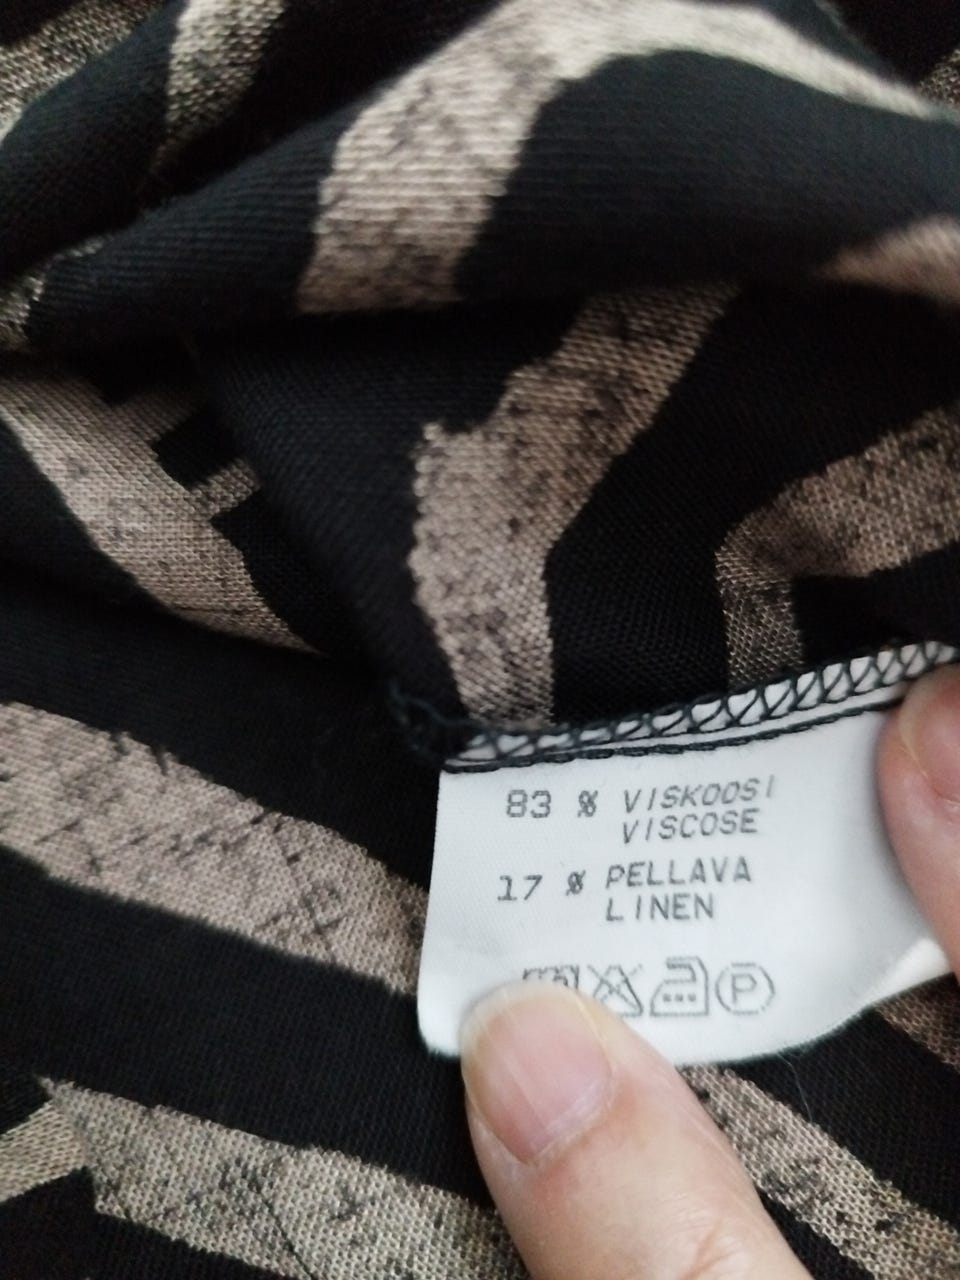 83 % VISKOOSI
VISCOSE
17 % PELLAVA
LINEN
P